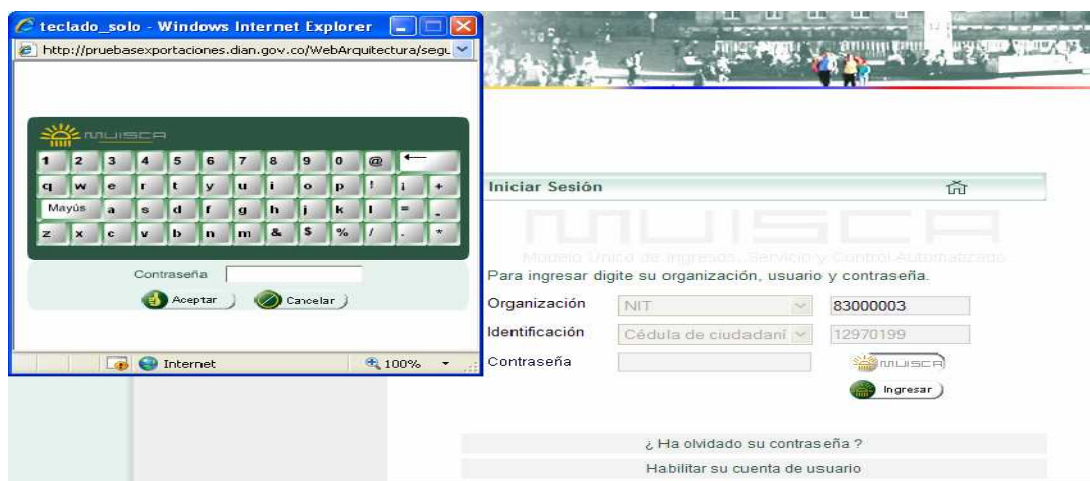 teclado_solo - Windows Internet Explorer
http://pruebasexportaciones.dian.gov.co/WebArquitectura/segu
MUISCA
1 2 3 4 5 6 7 8 9 0 @ ←
q w e r t y u i o p ! ¡ +
Mayús a s d f g h j k l = -
z x c v b n m & $ % / . *
Contraseña
Aceptar Cancelar
Internet 100%
Iniciar Sesión
MUISCA
Modelo Unico de Ingresos, Servicio y Control Automatizado
Para ingresar digite su organización, usuario y contraseña.
Organización NIT 83000003
Identificación Cédula de ciudadaní 12970199
Contraseña MUISCA
Ingresar
¿ Ha olvidado su contraseña ?
Habilitar su cuenta de usuario